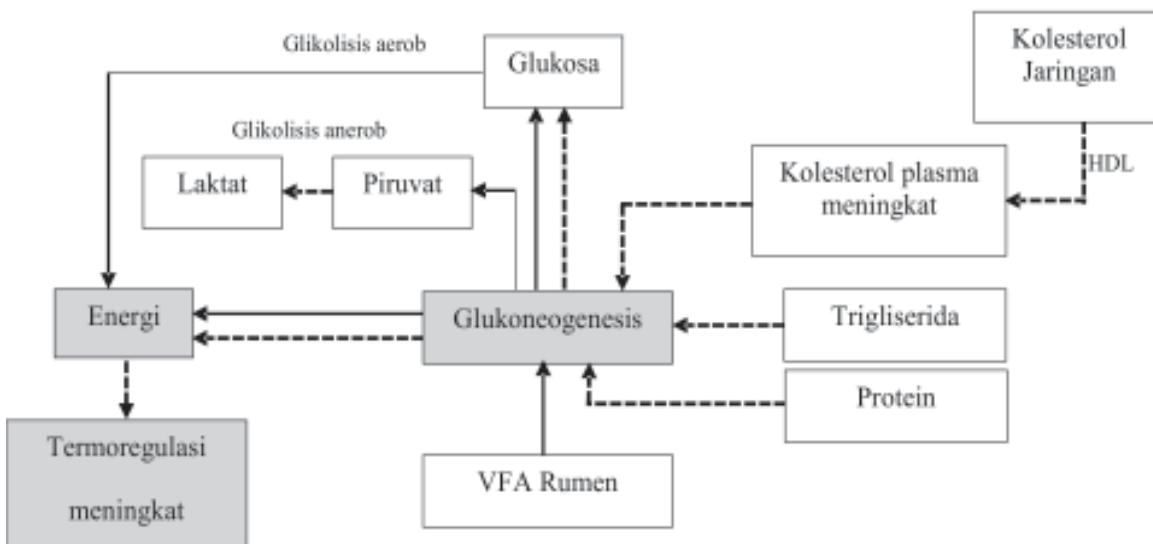 Glikolisis aerob
Glukosa
Kolesterol
Jaringan
Glikolisis anerob
HDL
Laktat
Piruvat
Kolesterol plasma
meningkat
Energi
Glukoneogenesis
Trigliserida
Protein
Termoregulasi
meningkat
VFA Rumen